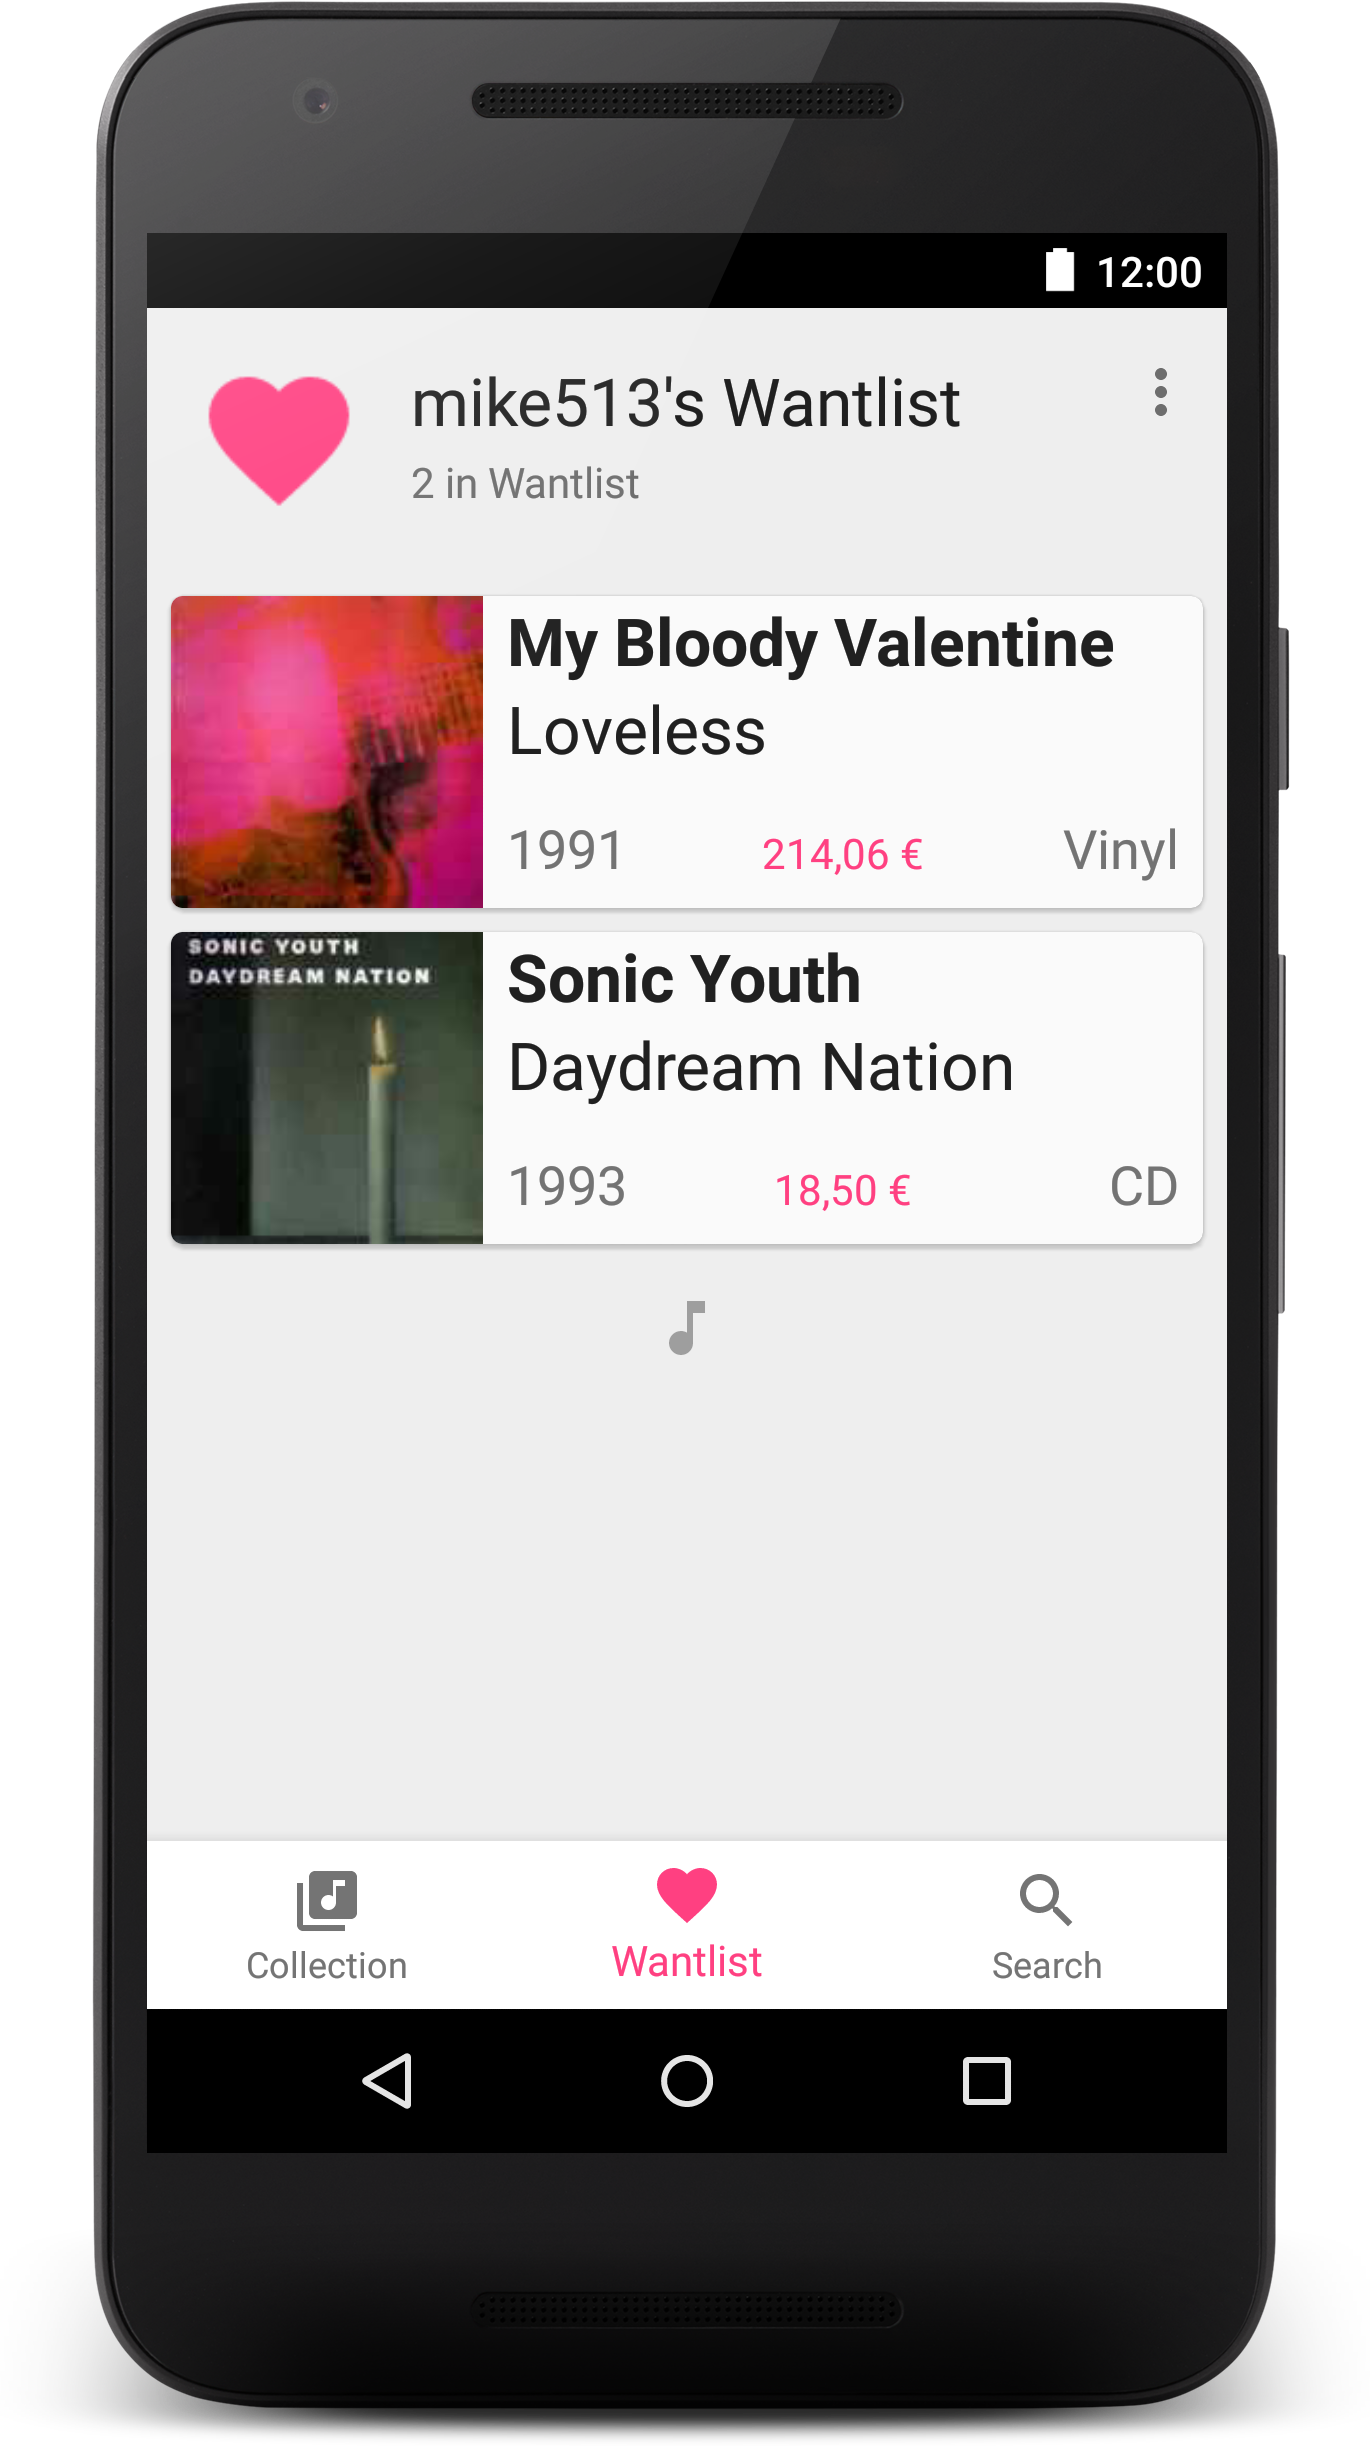 12:00
mike513's Wantlist
2 in Wantlist
My Bloody Valentine
Loveless
1991 214,06 € Vinyl
SONIC YOUTH
DAYDREAM NATION
Sonic Youth
Daydream Nation
1993 18,50 € CD
Collection Wantlist Search